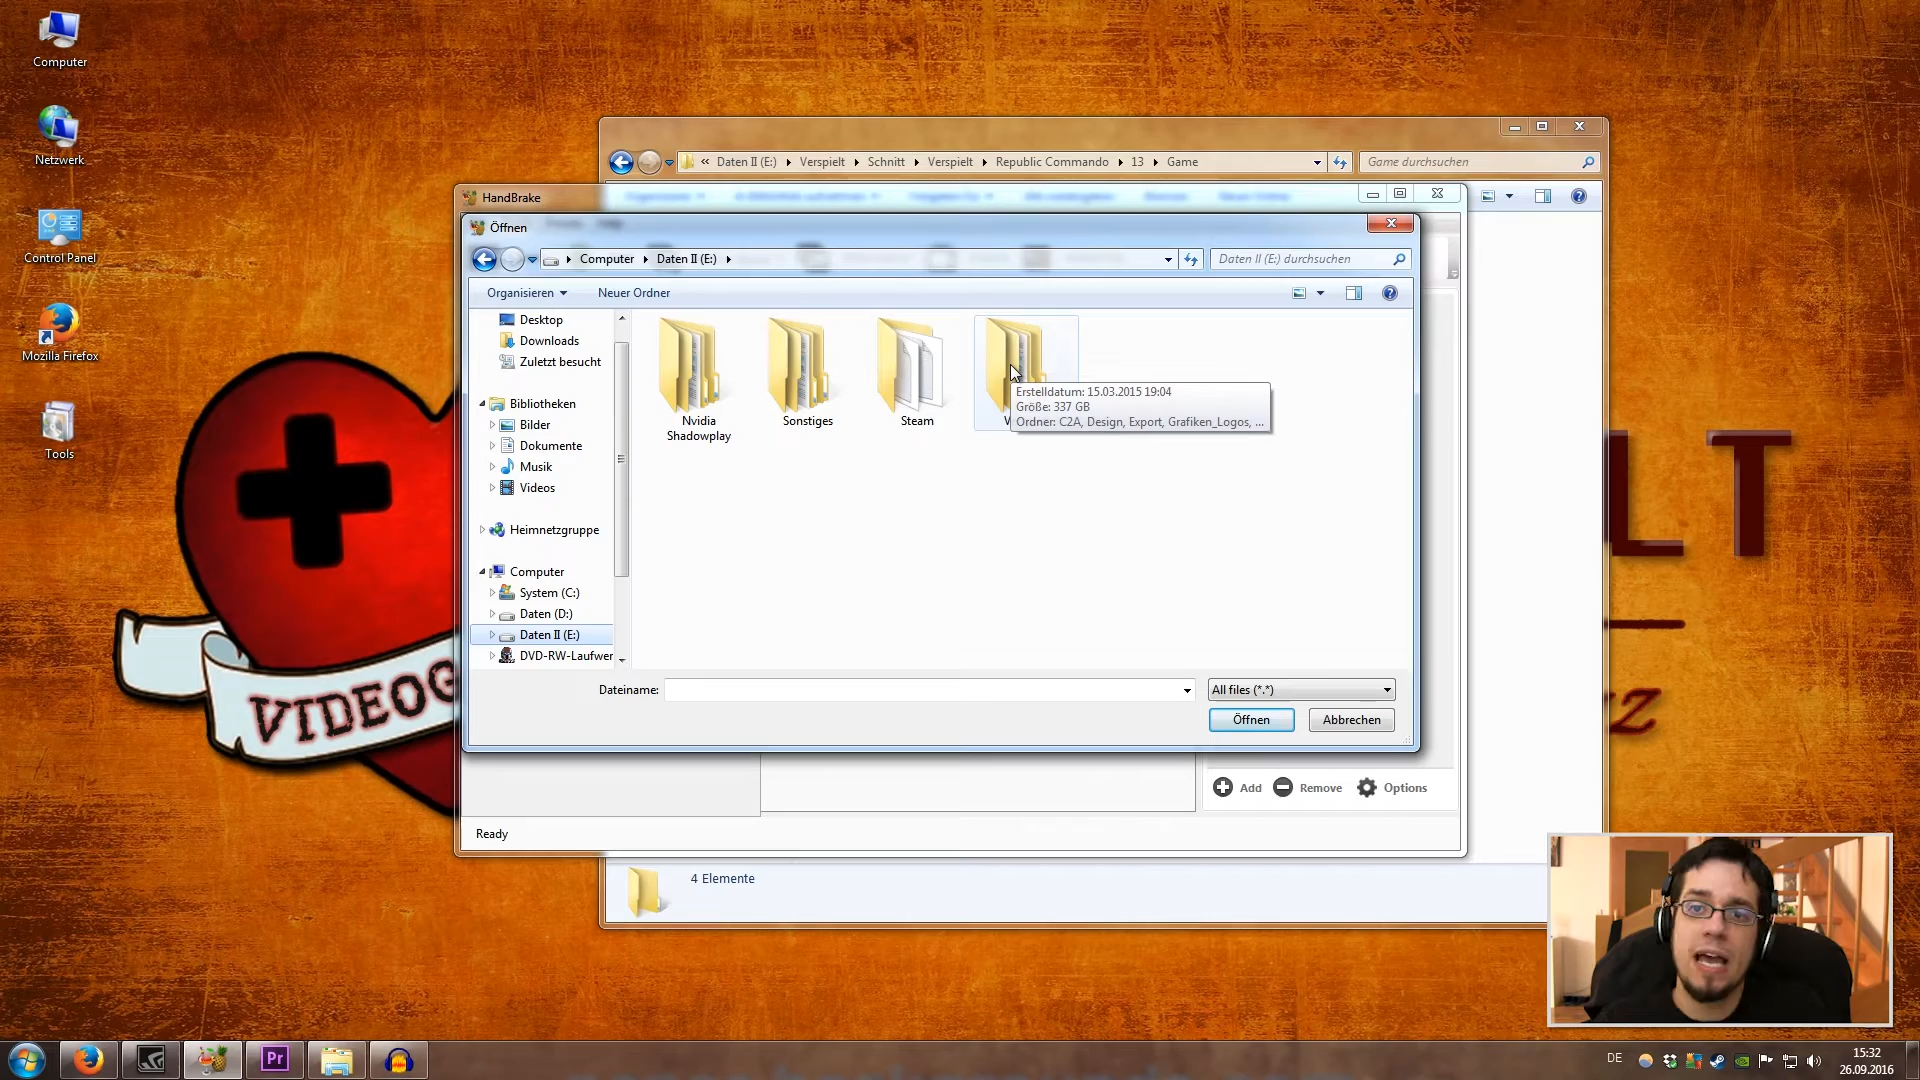 Computer
Netzwerk
Control Panel
Mozilla Firefox
Tools
VIDEOG
LT
z
« Daten II (E:) Verspielt Schnitt Verspielt Republic Commando 13 Game
Game durchsuchen
HandBrake
Öffnen
Computer Daten II (E:)
Daten II (E:) durchsuchen
Organisieren
Neuer Ordner
Desktop
Downloads
Zuletzt besucht
Bibliotheken
Bilder
Dokumente
Musik
Videos
Heimnetzgruppe
Computer
System (C:)
Daten (D:)
Daten II (E:)
DVD-RW-Laufwer
Nvidia
Shadowplay
Sonstiges
Steam
Erstelldatum: 15.03.2015 19:04
Größe: 337 GB
Ordner: C2A, Design, Export, Grafiken_Logos, ...
Dateiname:
All files (*.*)
Öffnen
Abbrechen
Add
Remove
Options
Ready
4 Elemente
Pr
DE
15:32
26.09.2016